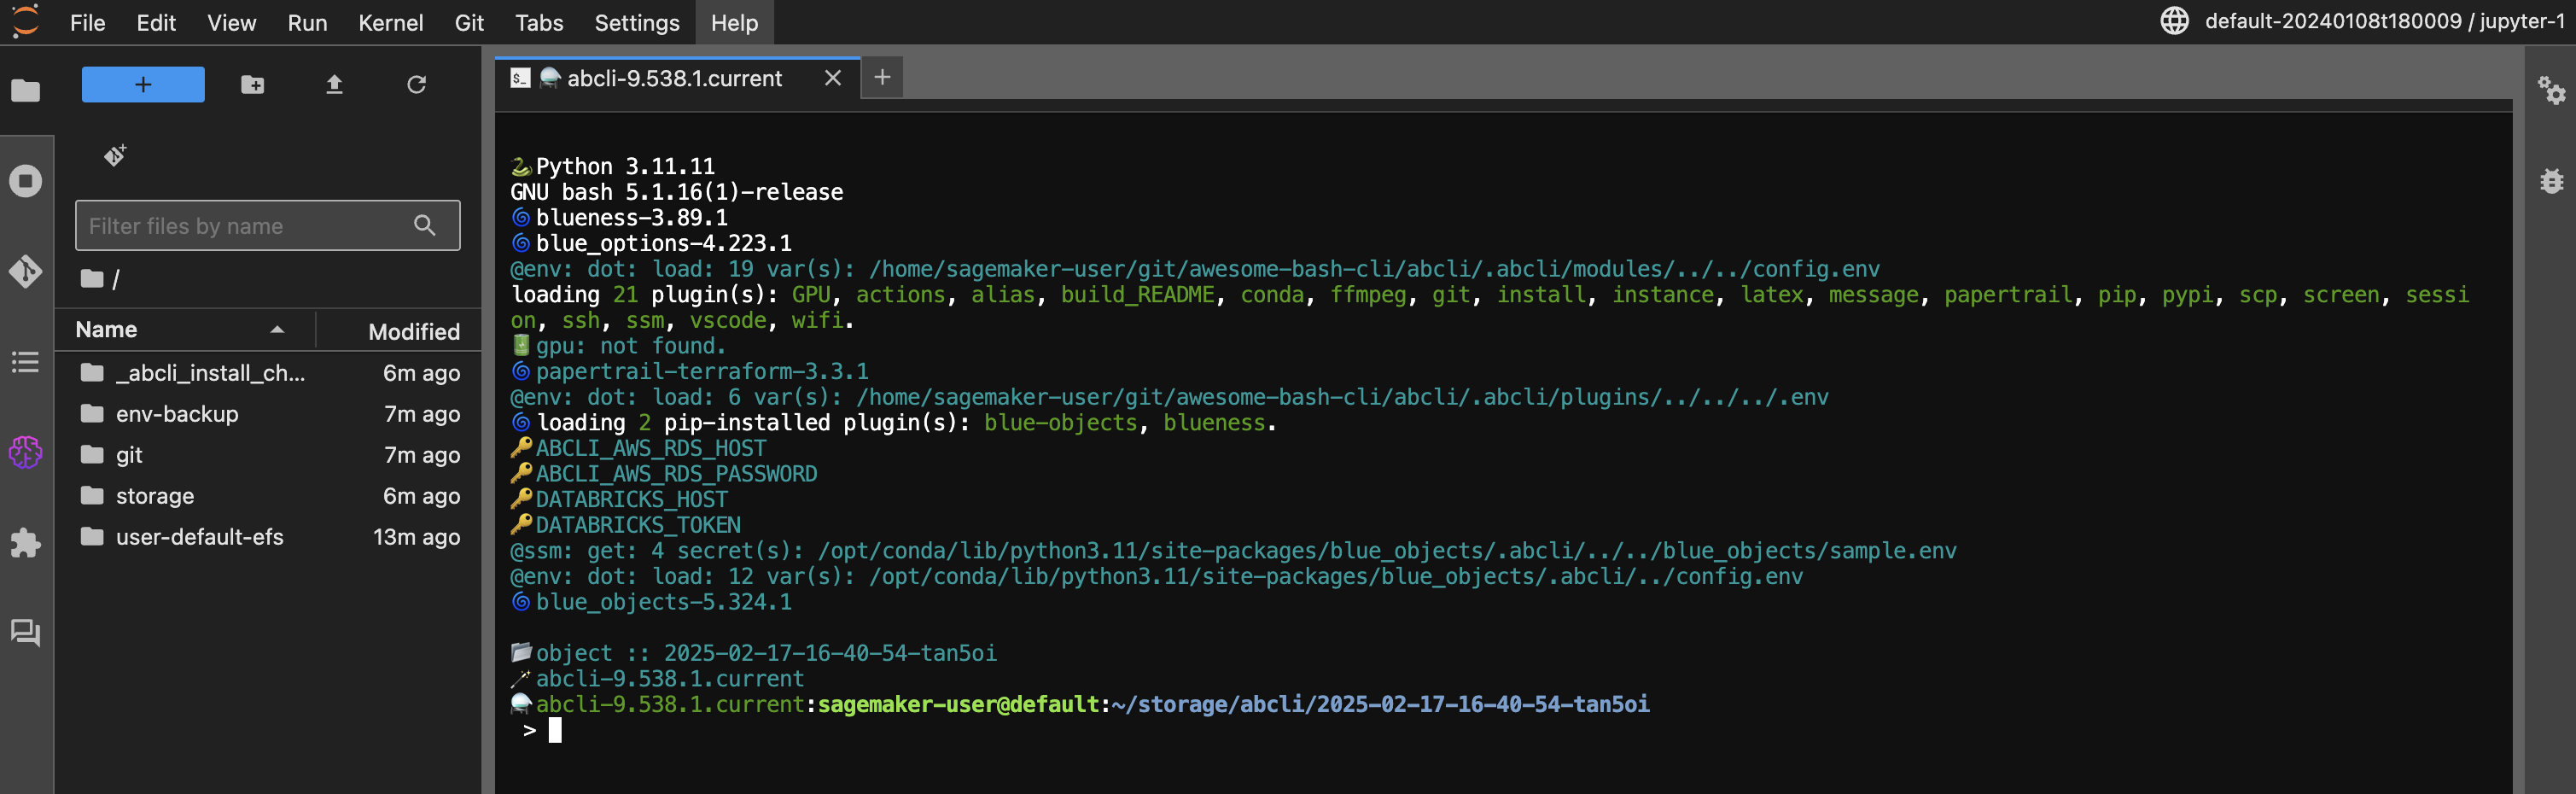 File Edit View Run Kernel Git Tabs Settings Help
default-20240108t180009 / jupyter-1
+
Filter files by name
/
Name Modified
_abcli_install_ch... 6m ago
env-backup 7m ago
git 7m ago
storage 6m ago
user-default-efs 13m ago
$_ abcli-9.538.1.current
🐍Python 3.11.11
GNU bash 5.1.16(1)-release
🌀blueness-3.89.1
🌀blue_options-4.223.1
@env: dot: load: 19 var(s): /home/sagemaker-user/git/awesome-bash-cli/abcli/.abcli/modules/../../config.env
loading 21 plugin(s): GPU, actions, alias, build_README, conda, ffmpeg, git, install, instance, latex, message, papertrail, pip, pypi, scp, screen, sessi
on, ssh, ssm, vscode, wifi.
🔋gpu: not found.
🌀papertrail-terraform-3.3.1
@env: dot: load: 6 var(s): /home/sagemaker-user/git/awesome-bash-cli/abcli/.abcli/plugins/../../../.env
🌀loading 2 pip-installed plugin(s): blue-objects, blueness.
🔑ABCLI_AWS_RDS_HOST
🔑ABCLI_AWS_RDS_PASSWORD
🔑DATABRICKS_HOST
🔑DATABRICKS_TOKEN
@ssm: get: 4 secret(s): /opt/conda/lib/python3.11/site-packages/blue_objects/.abcli/../../blue_objects/sample.env
@env: dot: load: 12 var(s): /opt/conda/lib/python3.11/site-packages/blue_objects/.abcli/../config.env
🌀blue_objects-5.324.1
📂object :: 2025-02-17-16-40-54-tan5oi
🪄abcli-9.538.1.current
abcli-9.538.1.current:sagemaker-user@default:~/storage/abcli/2025-02-17-16-40-54-tan5oi
>